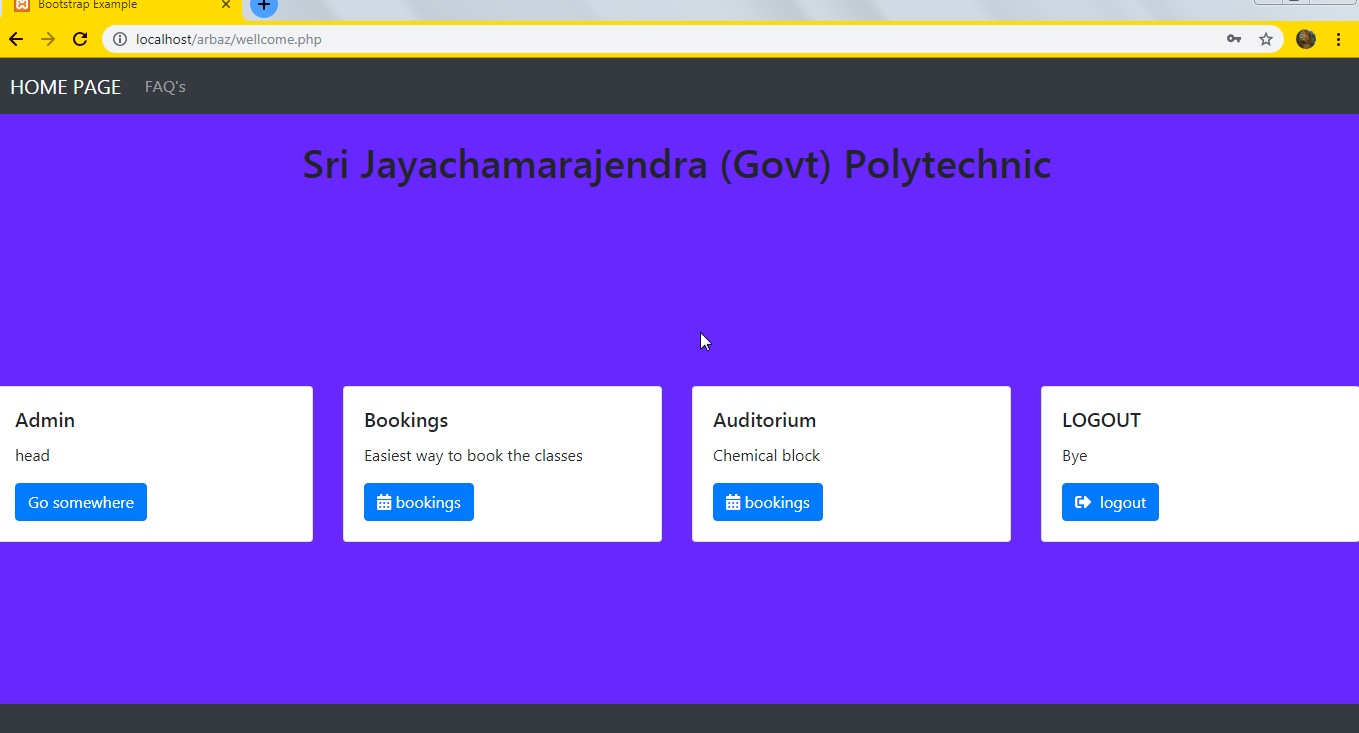 Bootstrap Example
localhost/arbaz/wellcome.php
HOME PAGE FAQ's
Sri Jayachamarajendra (Govt) Polytechnic
Admin
head
Go somewhere
Bookings
Easiest way to book the classes
bookings
Auditorium
Chemical block
bookings
LOGOUT
Bye
logout